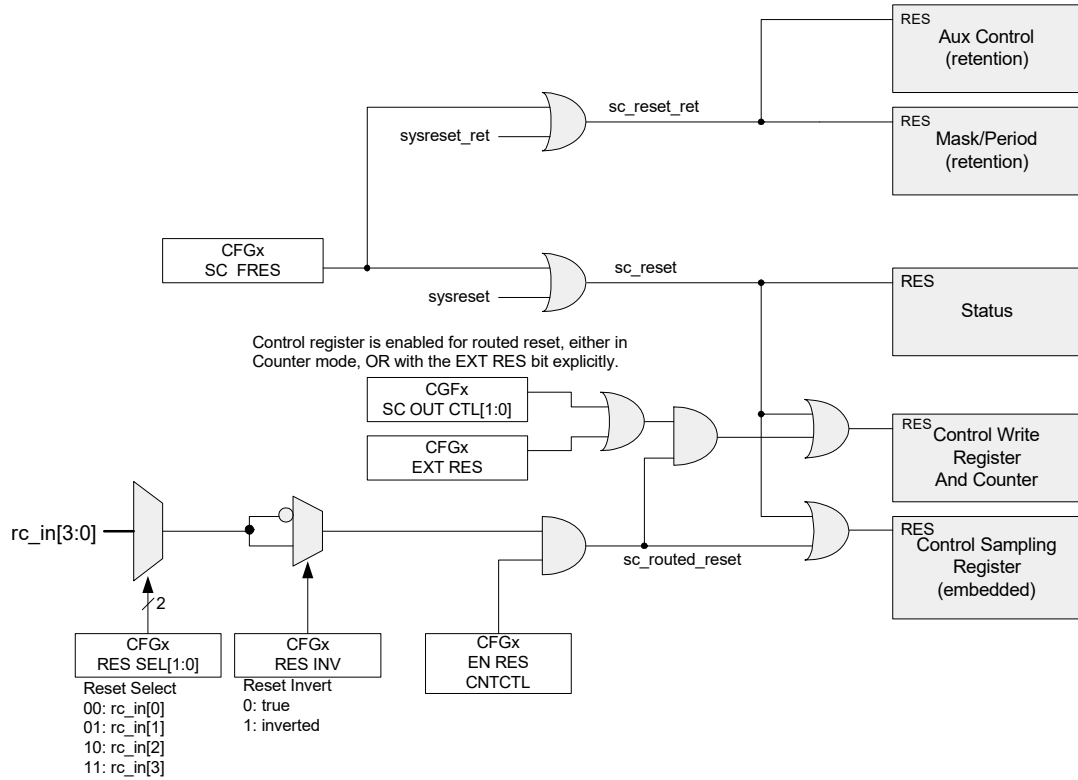 RES
Aux Control
(retention)
sc_reset_ret
sysreset_ret
RES
Mask/Period
(retention)
CFGx
SC FRES
sc_reset
sysreset
RES
Status
Control register is enabled for routed reset, either in
Counter mode, OR with the EXT RES bit explicitly.
CGFx
SC OUT CTL[1:0]
CFGx
EXT RES
RES
Control Write
Register
And Counter
rc_in[3:0]
sc_routed_reset
RES
Control Sampling
Register
(embedded)
2
CFGx
RES SEL[1:0]
Reset Select
00: rc_in[0]
01: rc_in[1]
10: rc_in[2]
11: rc_in[3]
CFGx
RES INV
Reset Invert
0: true
1: inverted
CFGx
EN RES
CNTCTL